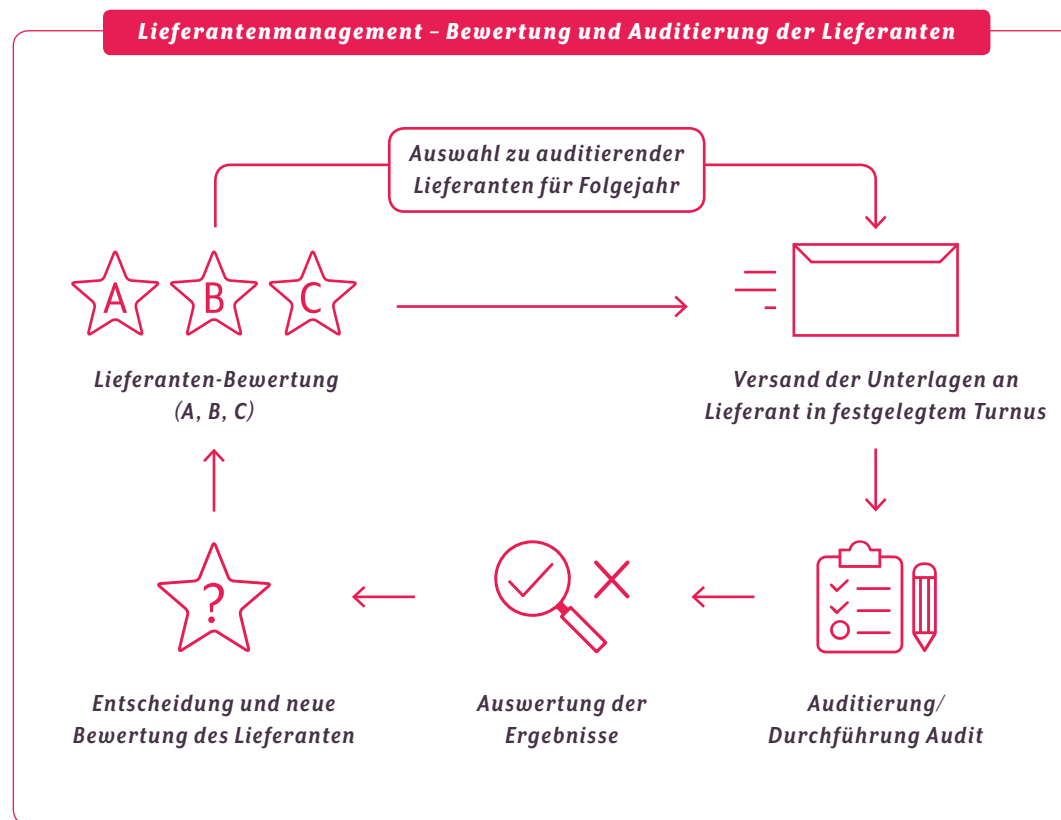 Lieferantenmanagement – Bewertung und Auditierung der Lieferanten
Auswahl zu auditierender
Lieferanten für Folgejahr
A B C
Lieferanten-Bewertung
(A, B, C)
Versand der Unterlagen an
Lieferant in festgelegtem Turnus
?
Entscheidung und neue
Bewertung des Lieferanten
Auswertung der
Ergebnisse
Auditierung/
Durchführung Audit